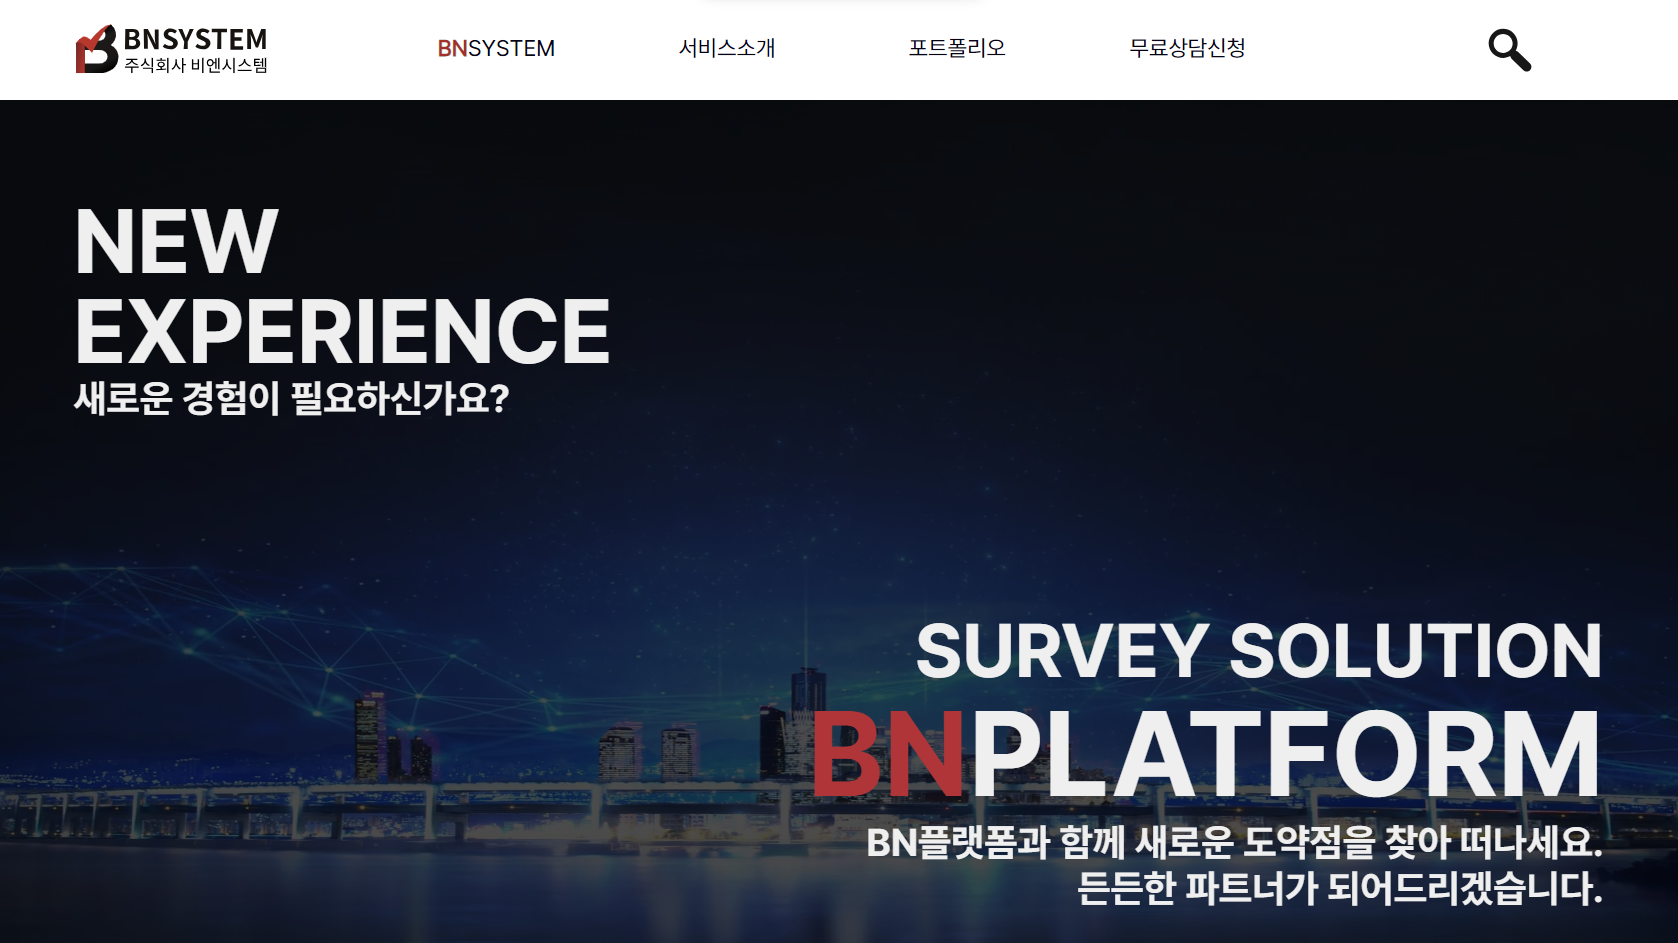 BNSYSTEM
주식회사 비엔시스템
BNSYSTEM
서비스소개
포트폴리오
무료상담신청
NEW
EXPERIENCE
새로운 경험이 필요하신가요?
SURVEY SOLUTION
BNPLATFORM
BN플랫폼과 함께 새로운 도약점을 찾아 떠나세요.
든든한 파트너가 되어드리겠습니다.